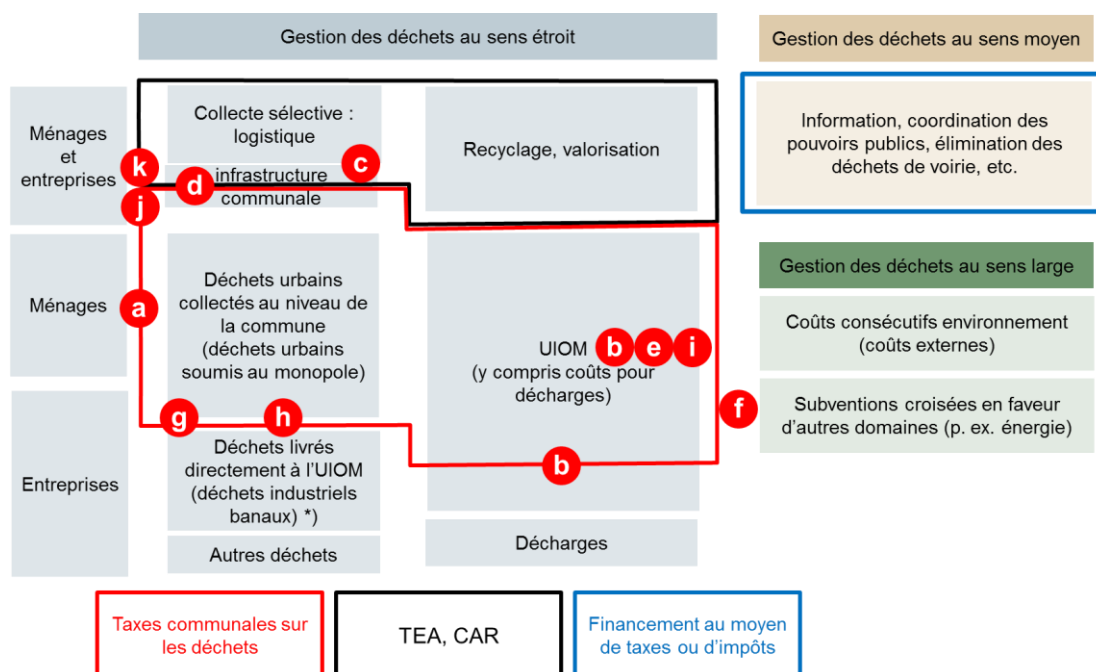 Gestion des déchets au sens étroit
Gestion des déchets au sens moyen
Ménages
et
entreprises
Collecte sélective :
logistique
c
k
d
infrastructure
communale
j
Recyclage, valorisation
Information, coordination des
pouvoirs publics, élimination des
déchets de voirie, etc.
Gestion des déchets au sens large
Ménages
a
Déchets urbains
collectés au niveau de
la commune
(déchets urbains
soumis au monopole)
UIOM b e i
(y compris coûts pour
décharges)
Coûts consécutifs environnement
(coûts externes)
f
Subventions croisées en faveur
d'autres domaines (p. ex. énergie)
g
h
b
Entreprises
Déchets livrés
directement à l'UIOM
(déchets industriels
banaux) *)
Autres déchets
Décharges
Taxes communales sur
les déchets
TEA, CAR
Financement au moyen
de taxes ou d'impôts